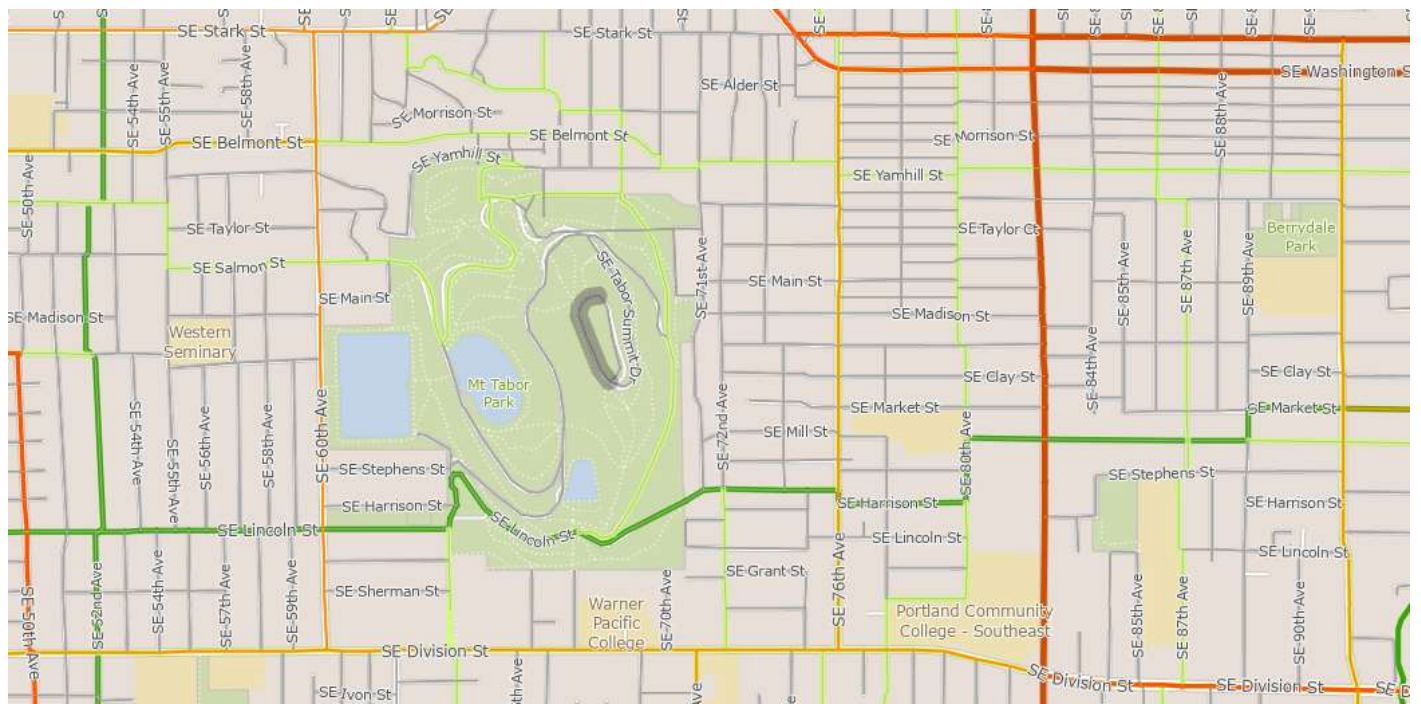 SE Stark St
SE Stark St
SE 54th Ave
SE 55th Ave
SE 58th Ave
SE Alder St
SE Washington S
SE Morrison St
SE Belmont St
SE Belmont St
SE Morrison St
SE 88th Ave
SE Yamhill St
SE Yamhill St
SE 50th Ave
SE Taylor St
SE Taylor Ct
Berrydale
Park
SE Salmon St
SE 71st Ave
SE Tabor Summit Dr
SE Main St
SE 85th Ave
SE 87th Ave
SE 89th Ave
SE Main St
SE Madison St
SE Madison St
Western
Seminary
SE 84th Ave
SE Clay St
SE Clay St
Mt Tabor
Park
SE Market St
SE Market St
SE 60th Ave
SE 54th Ave
SE 55th Ave
SE 56th Ave
SE 58th Ave
SE 72nd Ave
SE Mill St
SE 80th Ave
SE Stephens St
SE Stephens St
SE Harrison St
SE Harrison St
SE Harrison St
SE Lincoln St
SE Lincoln St
SE Lincoln St
SE Lincoln St
SE 50th Ave
SE 52nd Ave
SE 54th Ave
SE 57th Ave
SE 59th Ave
SE Sherman St
SE Grant St
SE 70th Ave
SE 76th Ave
Warner
Pacific
College
Portland Community
College - Southeast
SE 85th Ave
SE 87th Ave
SE 90th Ave
SE Division St
SE Division St
SE Division St
SE Ivon St